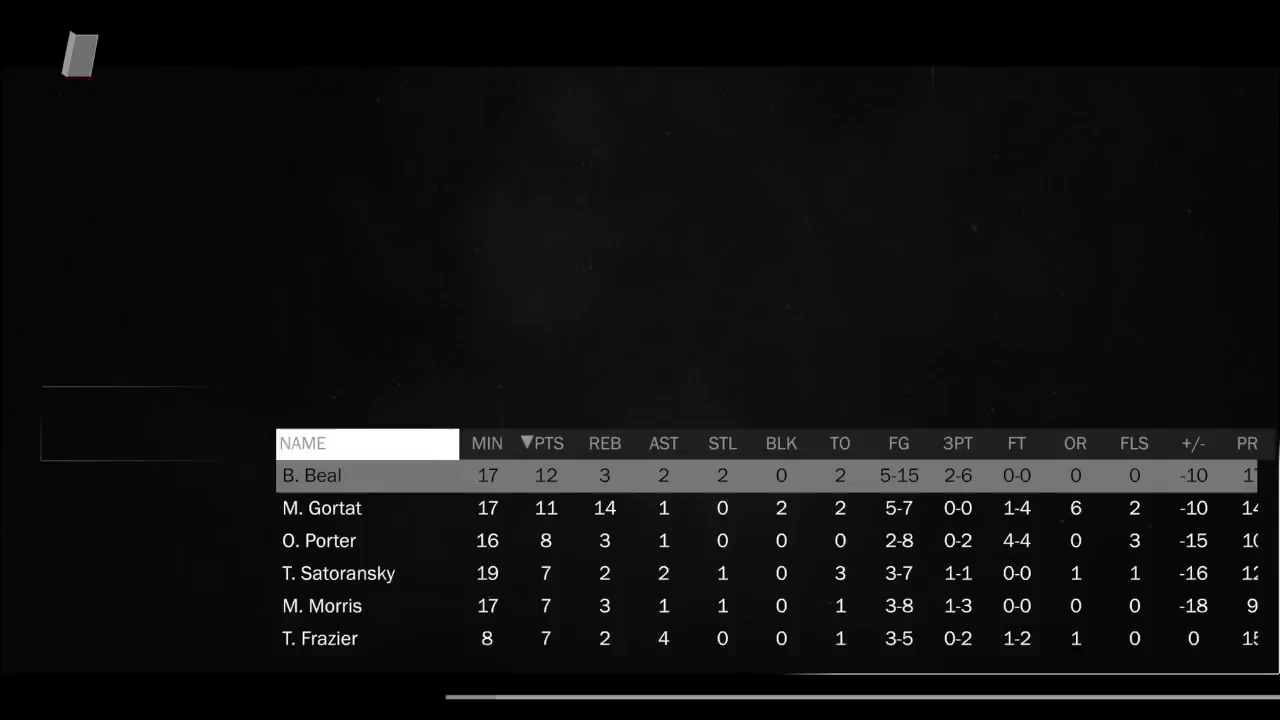 NAME MIN ▼PTS REB AST STL BLK TO FG 3PT FT OR FLS +/- PR
B. Beal 17 12 3 2 2 0 2 5-15 2-6 0-0 0 0 -10
M. Gortat 17 11 14 1 0 2 2 5-7 0-0 1-4 6 2 -10
O. Porter 16 8 3 1 0 0 0 2-8 0-2 4-4 0 3 -15
T. Satoransky 19 7 2 2 1 0 3 3-7 1-1 0-0 1 1 -16
M. Morris 17 7 3 1 1 0 1 3-8 1-3 0-0 0 0 -18 9
T. Frazier 8 7 2 4 0 0 1 3-5 0-2 1-2 1 0 0